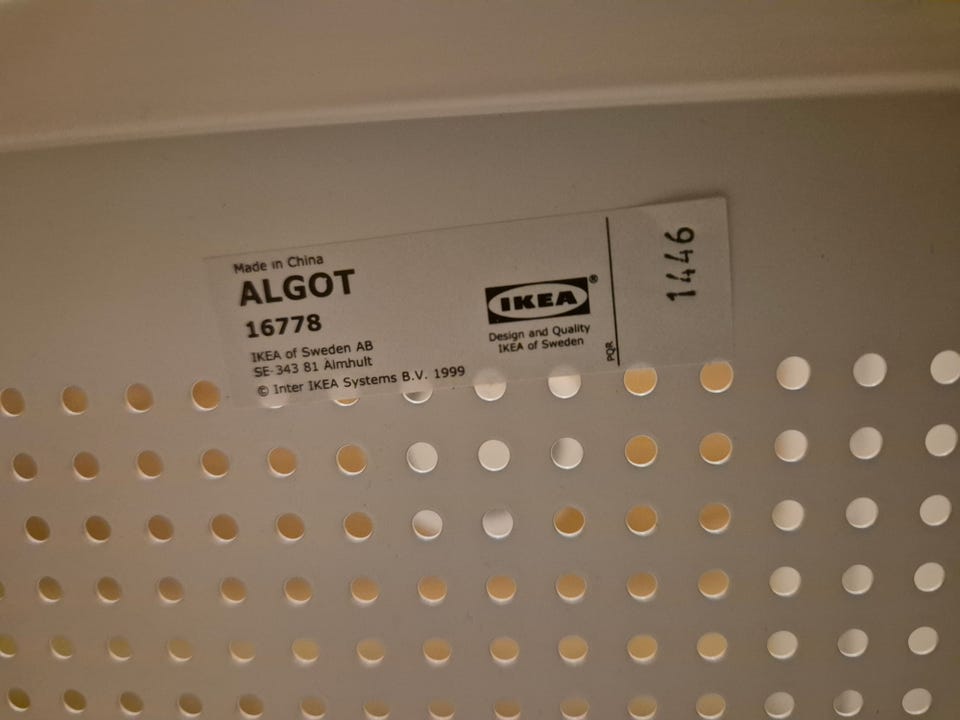 Made in China
ALGOT
16778
IKEA of Sweden AB
SE-343 81 Älmhult
© Inter IKEA Systems B.V. 1999
IKEA®
Design and Quality
IKEA of Sweden
PQR
1446